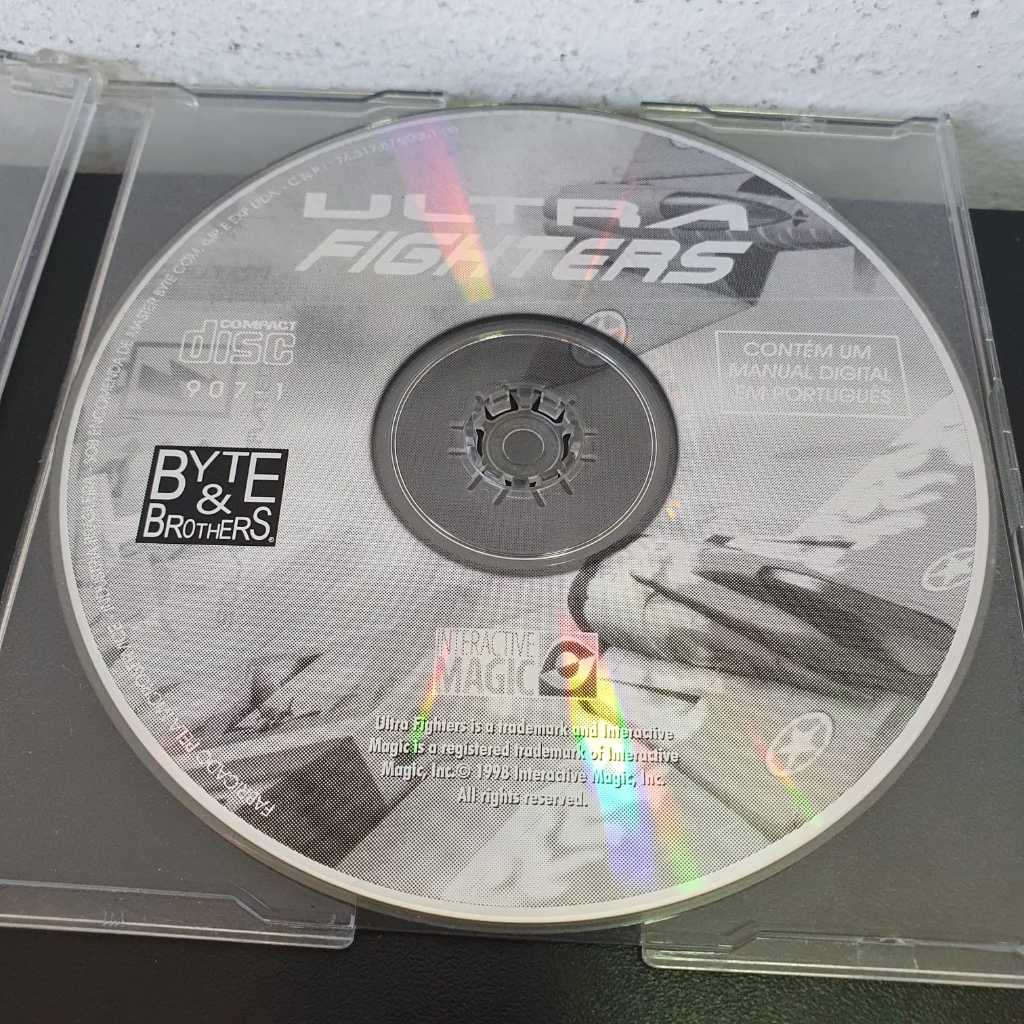 ULTRA
FIGHTERS
COMPACT
disc
907-1
CONTÉM UM
MANUAL DIGITAL
EM PORTUGUÊS
BYTE
&
BROTHERS®
INTERACTIVE
MAGIC
Ultra Fighters is a trademark and Interactive
Magic is a registered trademark of Interactive
Magic, Inc.© 1998 Interactive Magic, Inc.
All rights reserved.